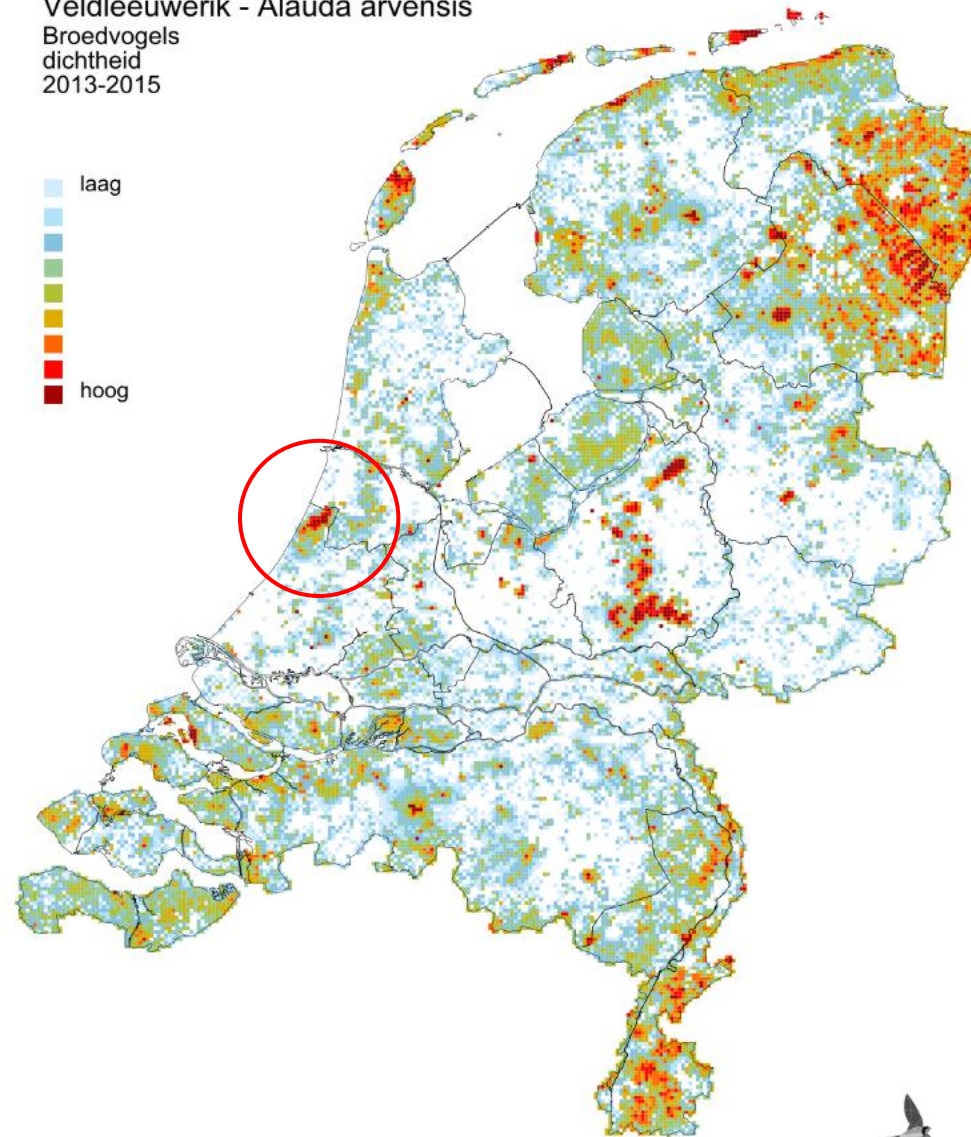 Veldleeuwerik - Alauda arvensis
Broedvogels
dichtheid
2013-2015
laag
hoog